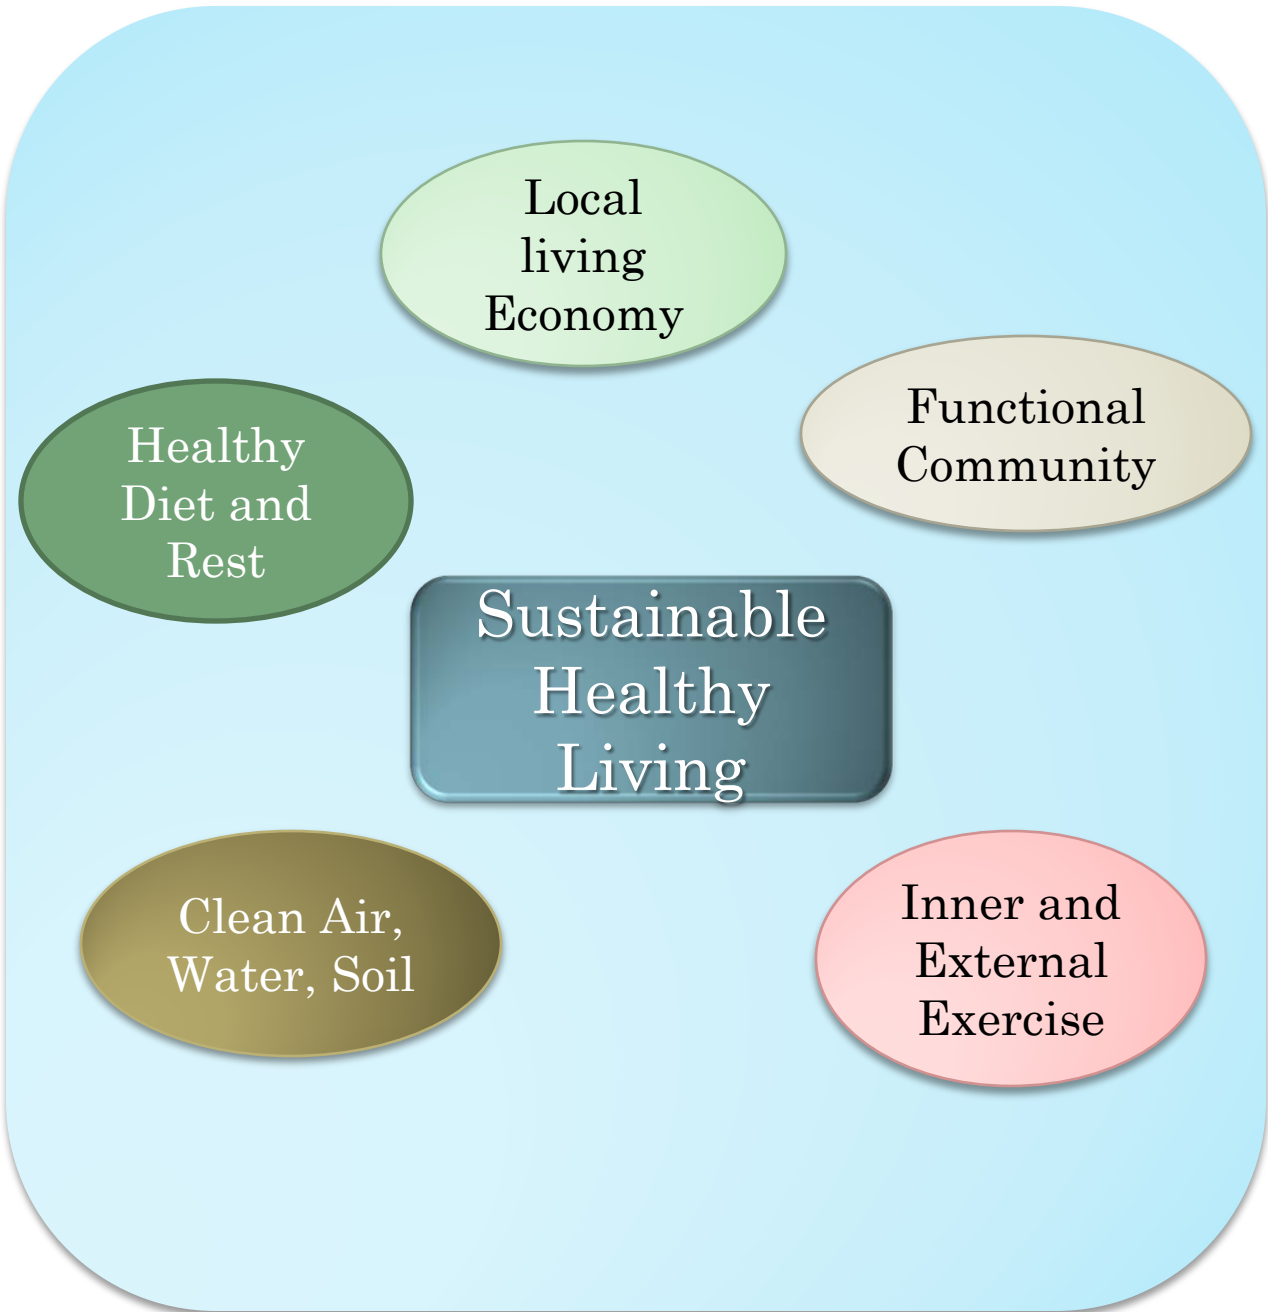 Local
living
Economy
Functional
Community
Healthy
Diet and
Rest
Sustainable
Healthy
Living
Clean Air,
Water, Soil
Inner and
External
Exercise